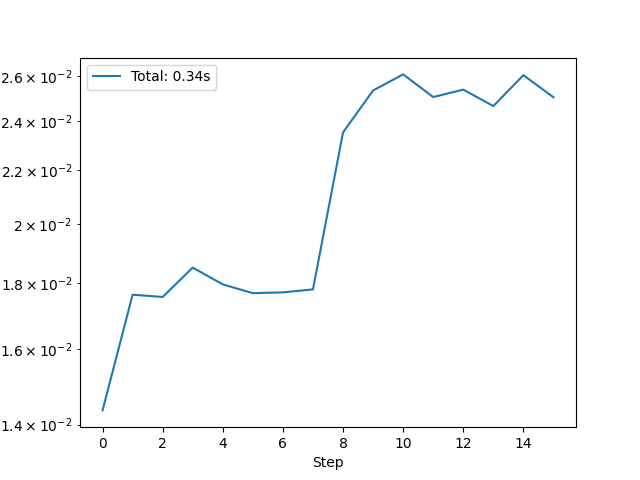 Total: 0.34s
2.6 × 10⁻²
2.4 × 10⁻²
2.2 × 10⁻²
2 × 10⁻²
1.8 × 10⁻²
1.6 × 10⁻²
1.4 × 10⁻²
0 2 4 6 8 10 12 14
Step